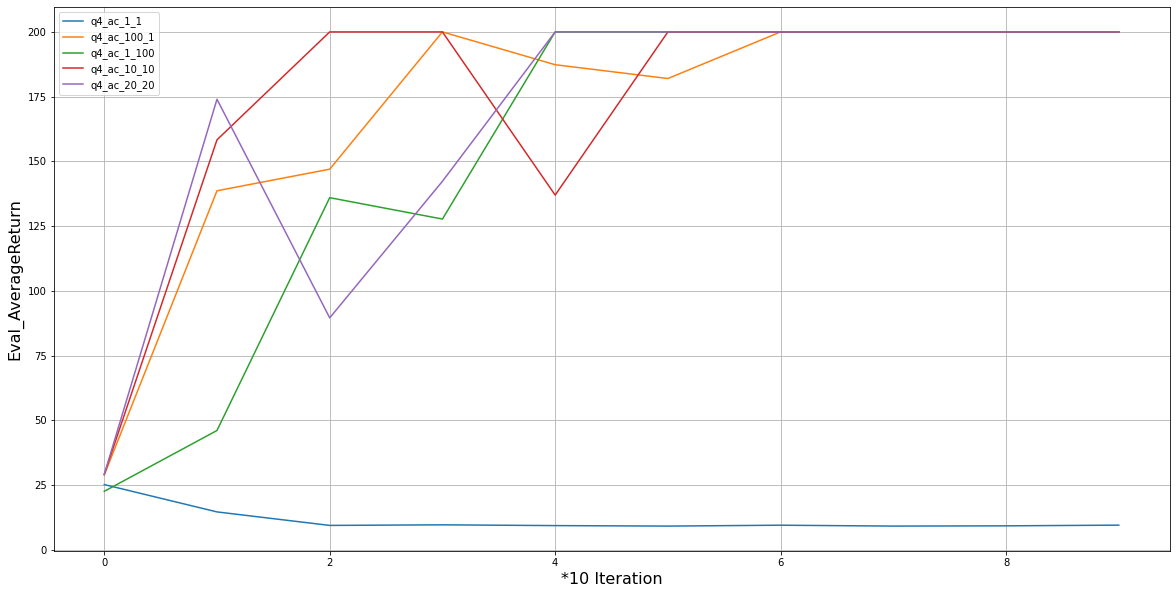 q4_ac_1_1
q4_ac_100_1
q4_ac_1_100
q4_ac_10_10
q4_ac_20_20
200
175
150
125
100
75
50
25
0
Eval_AverageReturn
0 2 4 6 8
*10 Iteration